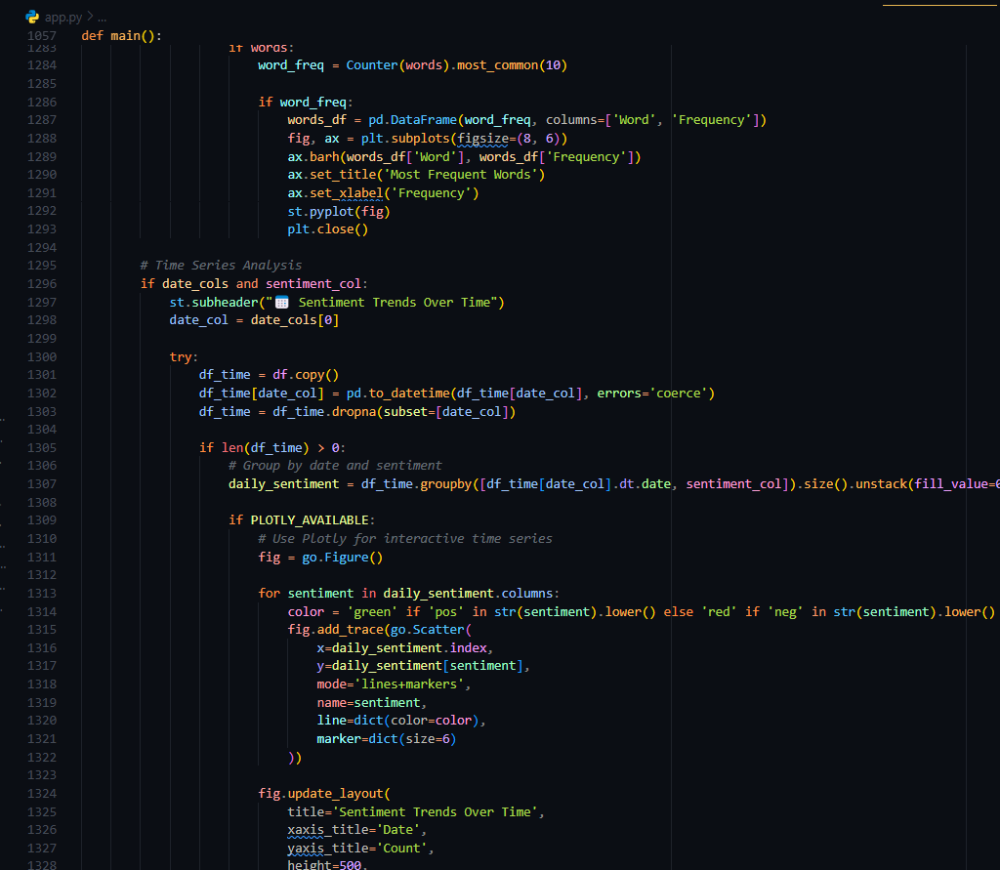 app.py > ...
1057 def main():
1283 if words:
1284 word_freq = Counter(words).most_common(10)
1285
1286 if word_freq:
1287 words_df = pd.DataFrame(word_freq, columns=['Word', 'Frequency'])
1288 fig, ax = plt.subplots(figsize=(8, 6))
1289 ax.barh(words_df['Word'], words_df['Frequency'])
1290 ax.set_title('Most Frequent Words')
1291 ax.set_xlabel('Frequency')
1292 st.pyplot(fig)
1293 plt.close()
1294
1295 # Time Series Analysis
1296 if date_cols and sentiment_col:
1297 st.subheader("📅 Sentiment Trends Over Time")
1298 date_col = date_cols[0]
1299
1300 try:
1301 df_time = df.copy()
1302 df_time[date_col] = pd.to_datetime(df_time[date_col], errors='coerce')
1303 df_time = df_time.dropna(subset=[date_col])
1304
1305 if len(df_time) > 0:
1306 # Group by date and sentiment
1307 daily_sentiment = df_time.groupby([df_time[date_col].dt.date, sentiment_col]).size().unstack(fill_value=0
1308
1309 if PLOTLY_AVAILABLE:
1310 # Use Plotly for interactive time series
1311 fig = go.Figure()
1312
1313 for sentiment in daily_sentiment.columns:
1314 color = 'green' if 'pos' in str(sentiment).lower() else 'red' if 'neg' in str(sentiment).lower()
1315 fig.add_trace(go.Scatter(
1316 x=daily_sentiment.index,
1317 y=daily_sentiment[sentiment],
1318 mode='lines+markers',
1319 name=sentiment,
1320 line=dict(color=color),
1321 marker=dict(size=6)
1322 ))
1323
1324 fig.update_layout(
1325 title='Sentiment Trends Over Time',
1326 xaxis_title='Date',
1327 yaxis_title='Count',
1328 height=500,